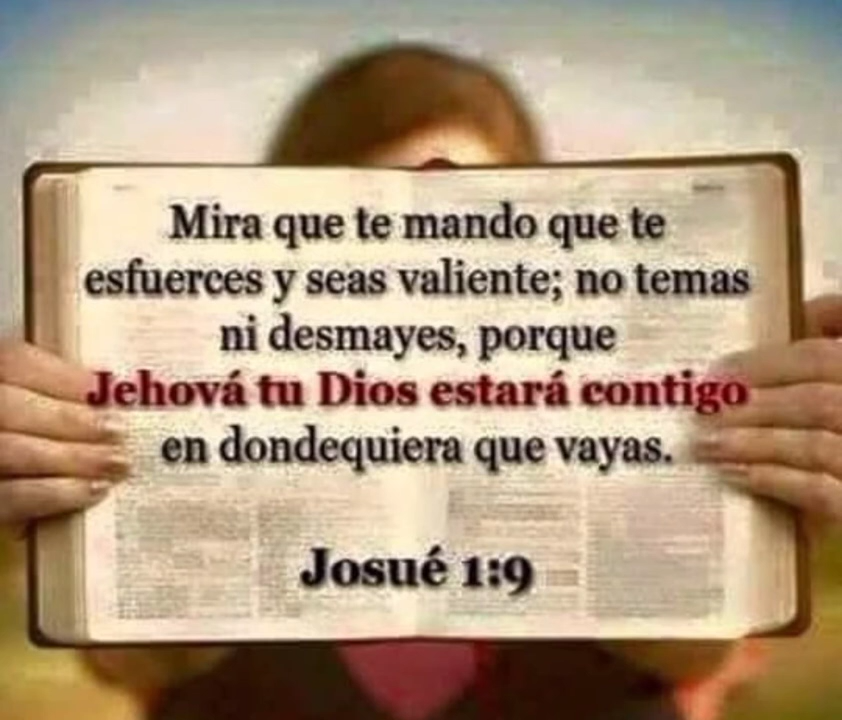 Mira que te mando que te
esfuerces y seas valiente; no temas
ni desmayes, porque
Jehová tu Dios estará contigo
en dondequiera que vayas.
Josué 1:9